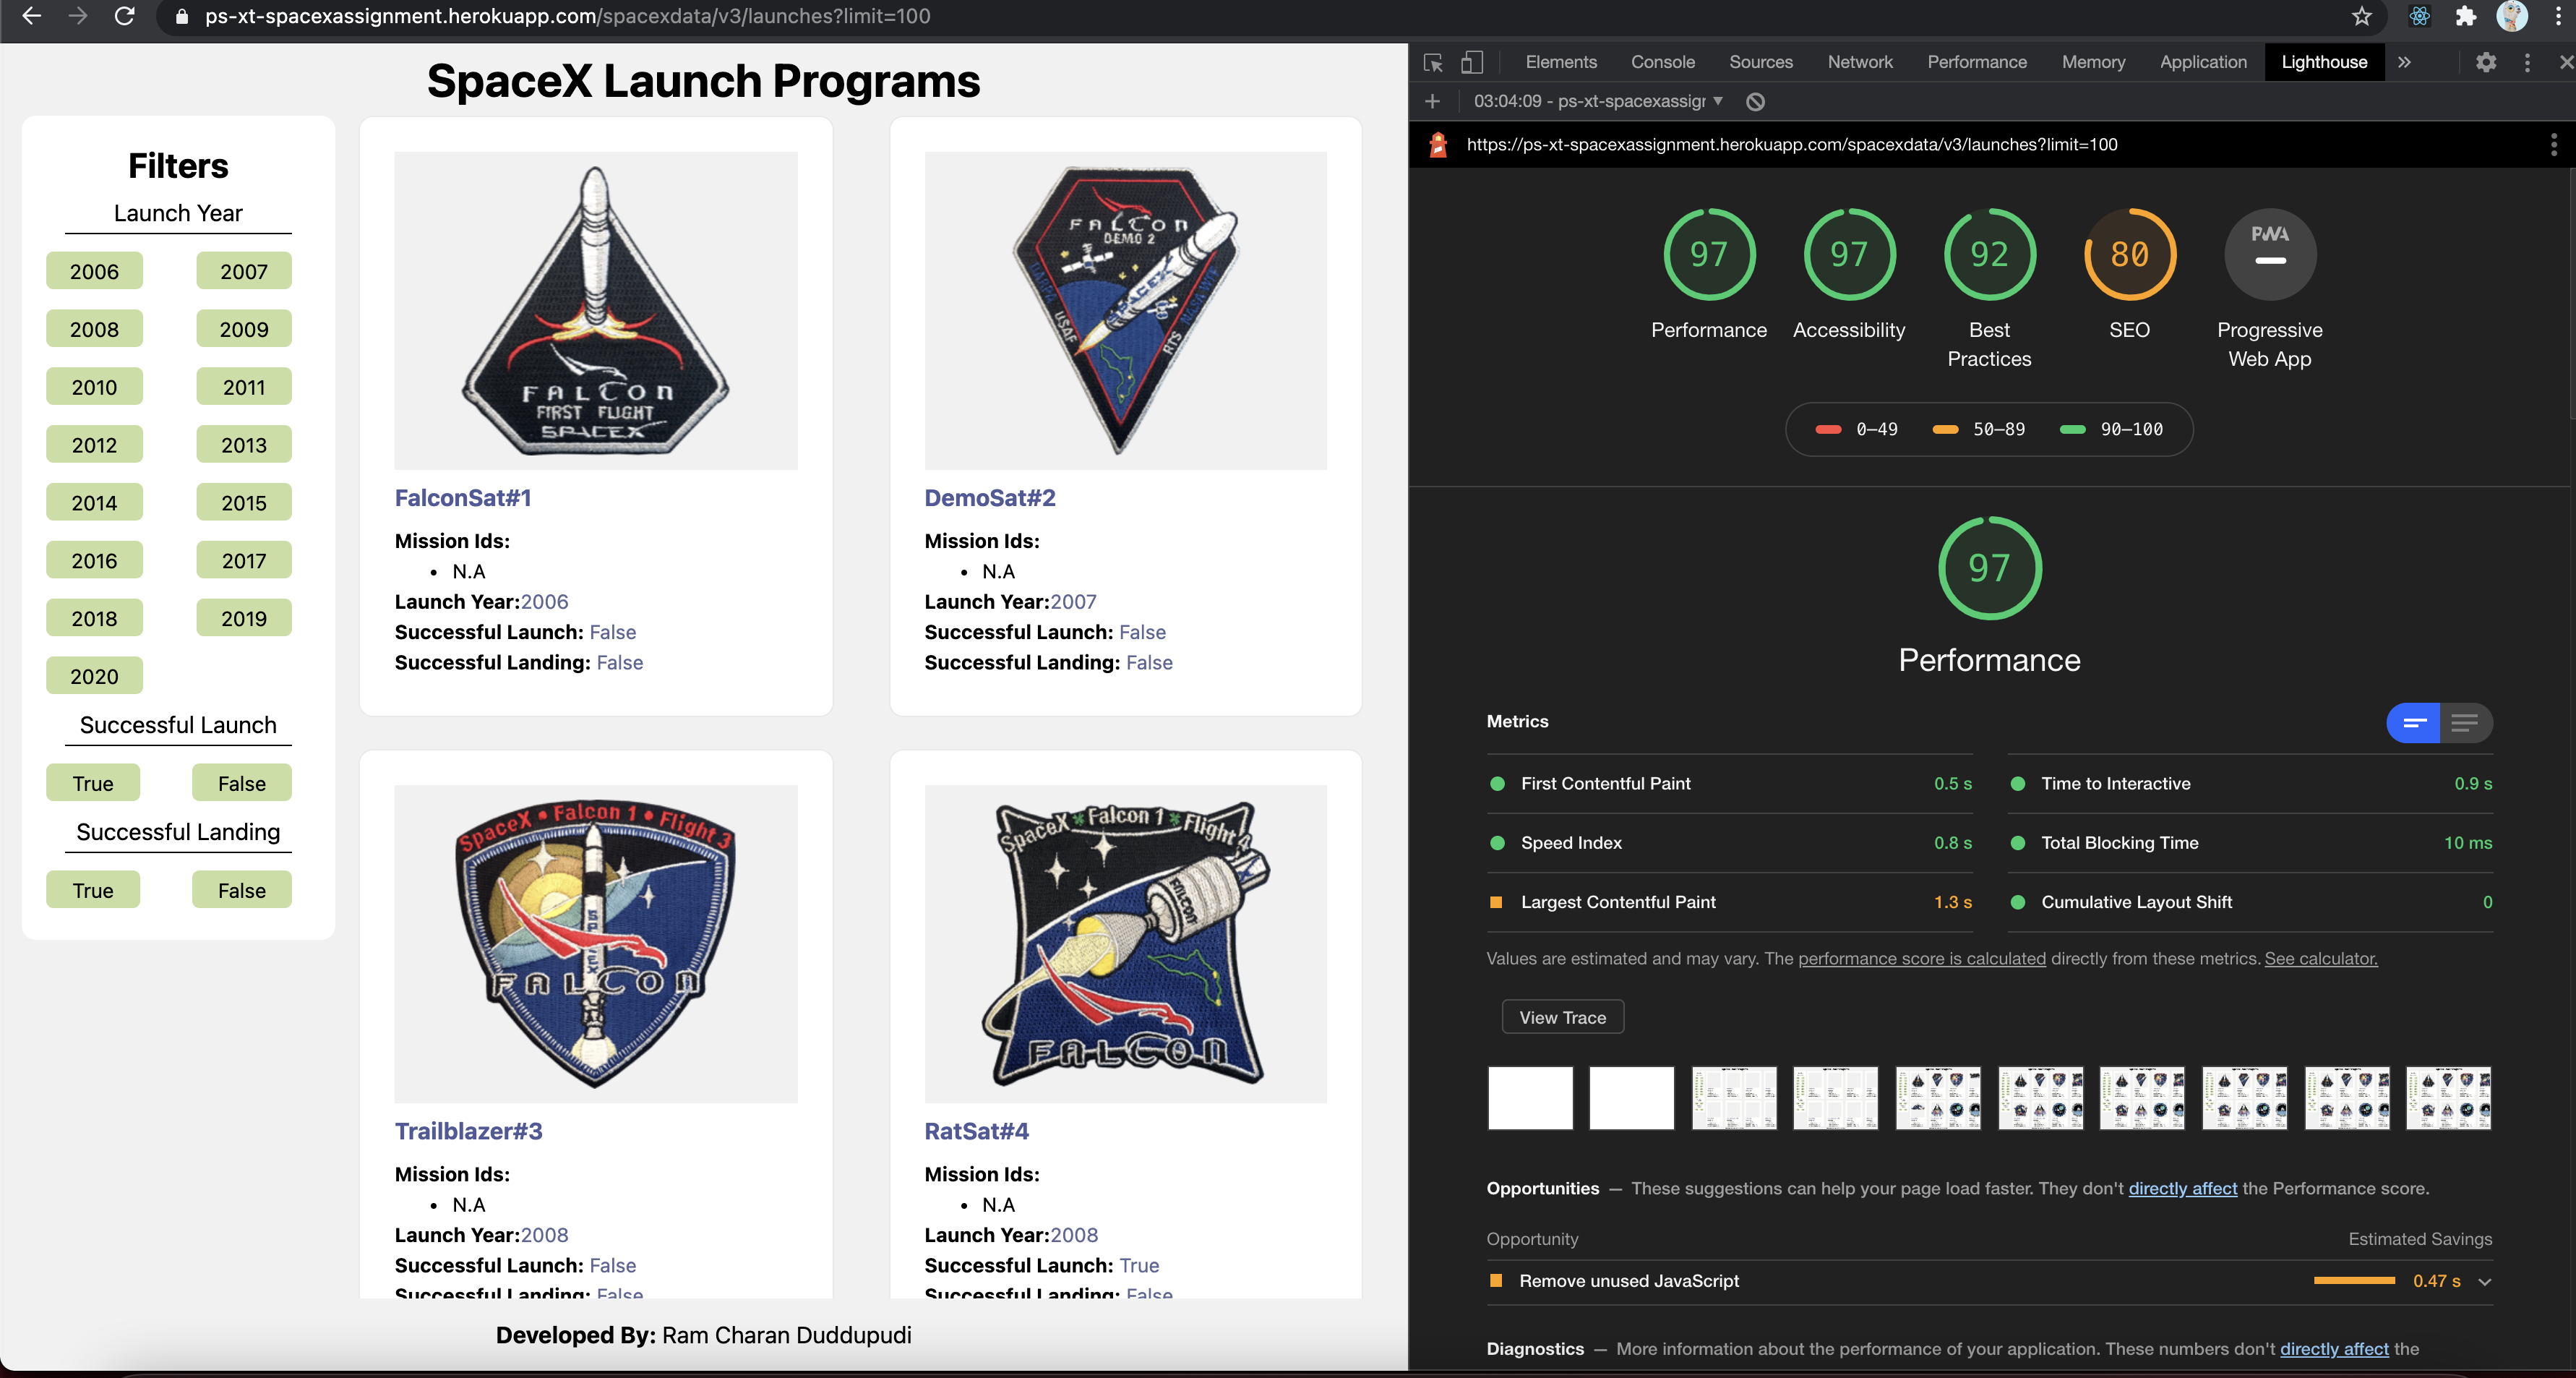 ps-xt-spacexassignment.herokuapp.com/spacexdata/v3/launches?limit=100
SpaceX Launch Programs
Filters
Launch Year
2006 2007
2008 2009
2010 2011
2012 2013
2014 2015
2016 2017
2018 2019
2020
Successful Launch
True False
Successful Landing
True False
FALCON
FIRST FLIGHT
SPACEX
FalconSat#1
Mission Ids:
N.A
Launch Year:2006
Successful Launch: False
Successful Landing: False
FALCON
DEMO 2
SPACEX
DARPA
USAF
RTS
NASA WFF
DemoSat#2
Mission Ids:
N.A
Launch Year:2007
Successful Launch: False
Successful Landing: False
SpaceX • Falcon 1 • Flight 3
SPACEX
FALCON
Trailblazer#3
Mission Ids:
N.A
Launch Year:2008
Successful Launch: False
Successful Landing: False
SpaceX Falcon 1 Flight 4
FALCON
FALCON
RatSat#4
Mission Ids:
N.A
Launch Year:2008
Successful Launch: True
Successful Landing: False
Developed By: Ram Charan Duddupudi
Elements Console Sources Network Performance Memory Application Lighthouse
03:04:09 - ps-xt-spacexassigr
https://ps-xt-spacexassignment.herokuapp.com/spacexdata/v3/launches?limit=100
97 97 92 80 PWA
Performance Accessibility Best Practices SEO Progressive Web App
0–49 50–89 90–100
97
Performance
Metrics
First Contentful Paint 0.5 s
Time to Interactive 0.9 s
Speed Index 0.8 s
Total Blocking Time 10 ms
Largest Contentful Paint 1.3 s
Cumulative Layout Shift 0
Values are estimated and may vary. The performance score is calculated directly from these metrics. See calculator.
View Trace
Opportunities — These suggestions can help your page load faster. They don't directly affect the Performance score.
Opportunity Estimated Savings
Remove unused JavaScript 0.47 s
Diagnostics — More information about the performance of your application. These numbers don't directly affect the